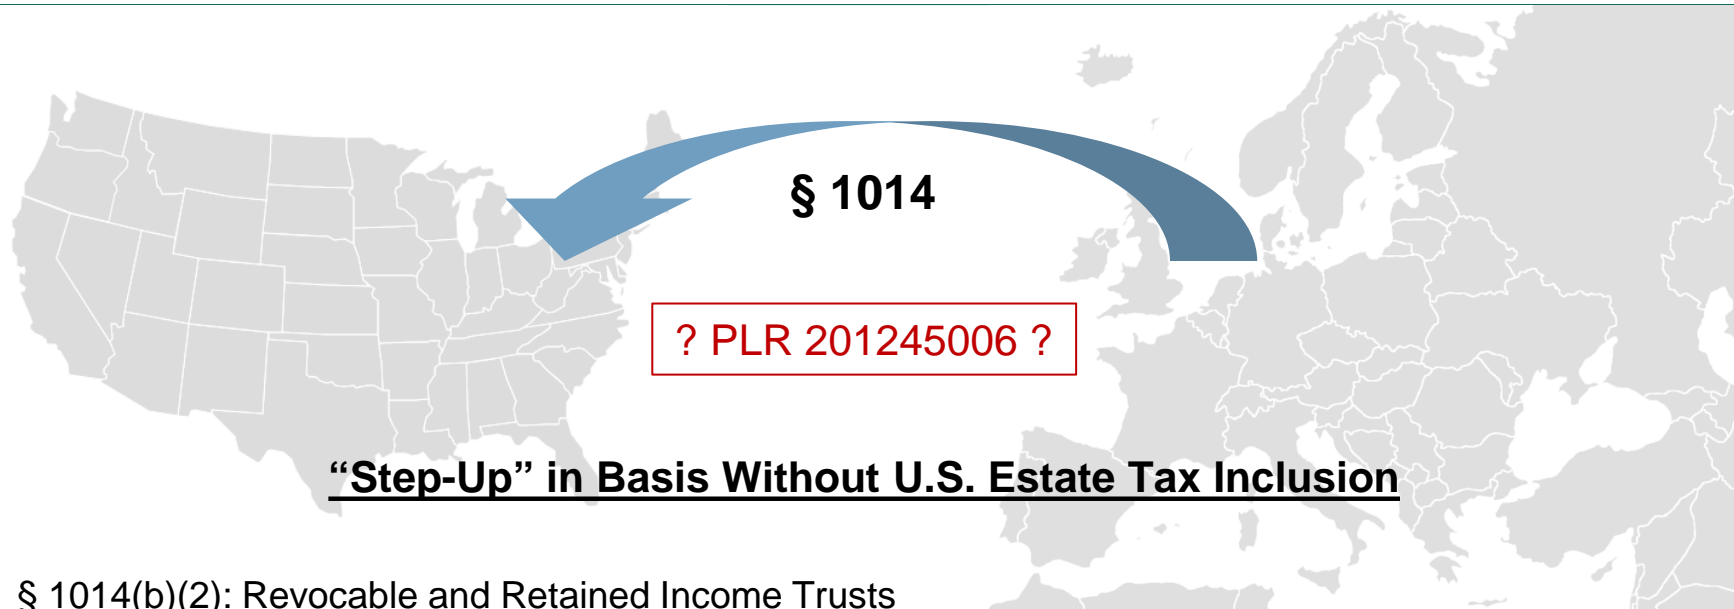 § 1014
? PLR 201245006 ?
“Step-Up” in Basis Without U.S. Estate Tax Inclusion
§ 1014(b)(2): Revocable and Retained Income Trusts